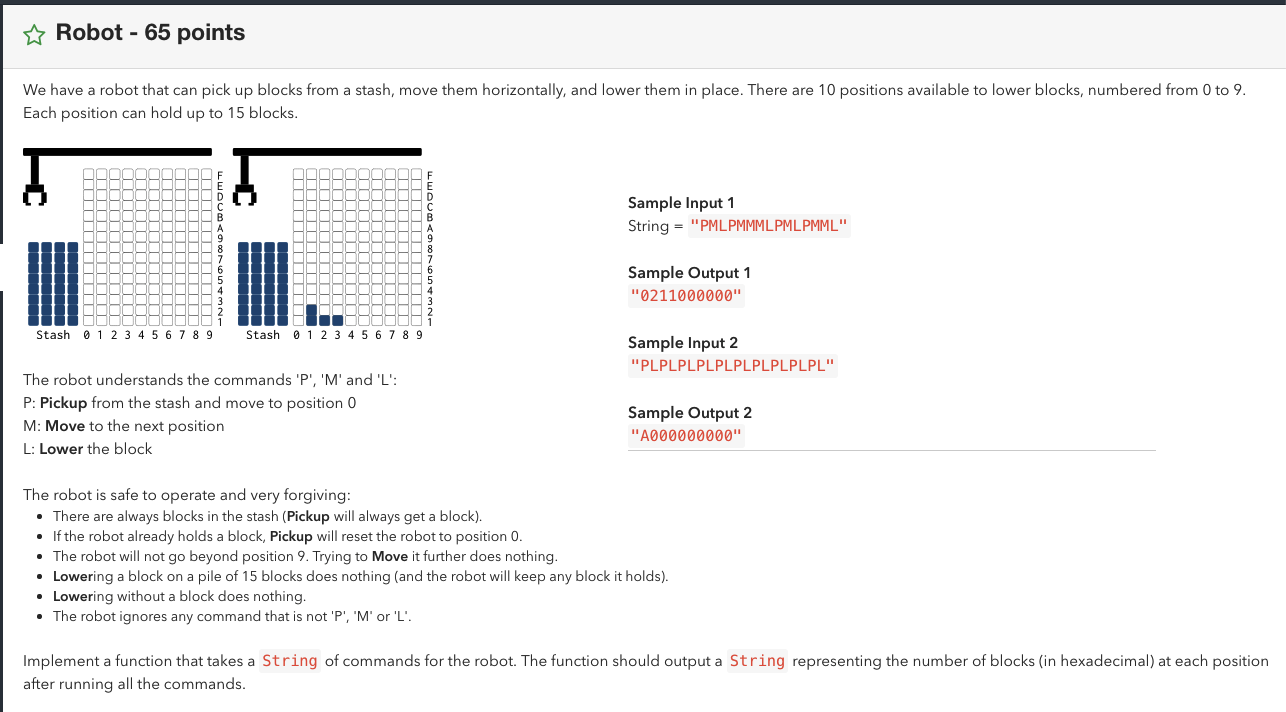 Robot - 65 points
We have a robot that can pick up blocks from a stash, move them horizontally, and lower them in place. There are 10 positions available to lower blocks, numbered from 0 to 9.
Each position can hold up to 15 blocks.
F F
E E
D D
C C
B B
A A
9 9
8 8
7 7
6 6
5 5
4 4
3 3
2 2
1 1
Stash 0 1 2 3 4 5 6 7 8 9 Stash 0 1 2 3 4 5 6 7 8 9
The robot understands the commands 'P', 'M' and 'L':
P: Pickup from the stash and move to position 0
M: Move to the next position
L: Lower the block
The robot is safe to operate and very forgiving:
• There are always blocks in the stash (Pickup will always get a block).
• If the robot already holds a block, Pickup will reset the robot to position 0.
• The robot will not go beyond position 9. Trying to Move it further does nothing.
• Lowering a block on a pile of 15 blocks does nothing (and the robot will keep any block it holds).
• Lowering without a block does nothing.
• The robot ignores any command that is not 'P', 'M' or 'L'.
Sample Input 1
String = "PMLPMMMLPMLPMML"
Sample Output 1
"0211000000"
Sample Input 2
"PLPLPLPLPLPLPLPLPLPL"
Sample Output 2
"A000000000"
Implement a function that takes a String of commands for the robot. The function should output a String representing the number of blocks (in hexadecimal) at each position
after running all the commands.